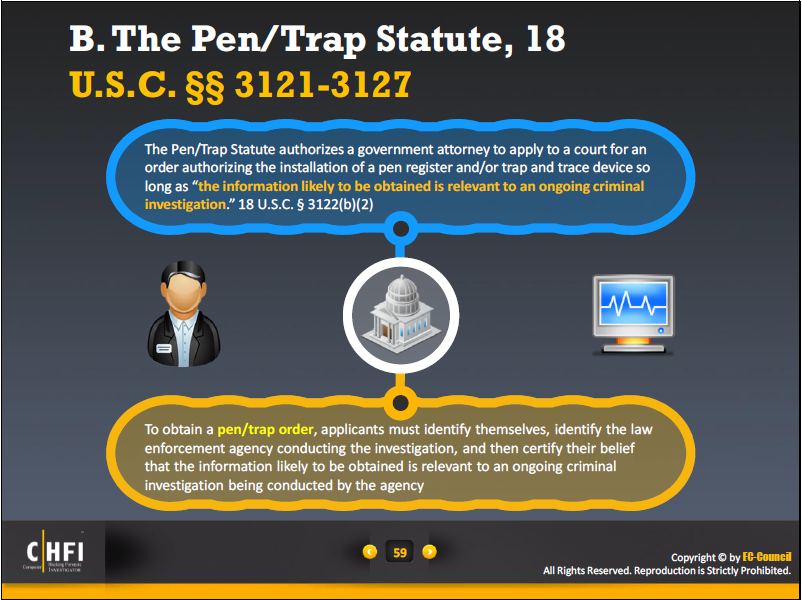 B. The Pen/Trap Statute, 18
U.S.C. §§ 3121-3127
The Pen/Trap Statute authorizes a government attorney to apply to a court for an
order authorizing the installation of a pen register and/or trap and trace device so
long as “the information likely to be obtained is relevant to an ongoing criminal
investigation.” 18 U.S.C. § 3122(b)(2)
To obtain a pen/trap order, applicants must identify themselves, identify the law
enforcement agency conducting the investigation, and then certify their belief
that the information likely to be obtained is relevant to an ongoing criminal
investigation being conducted by the agency
CHFI
Computer Hacking Forensic
INVESTIGATOR
59
Copyright © by EC-Council
All Rights Reserved. Reproduction is Strictly Prohibited.